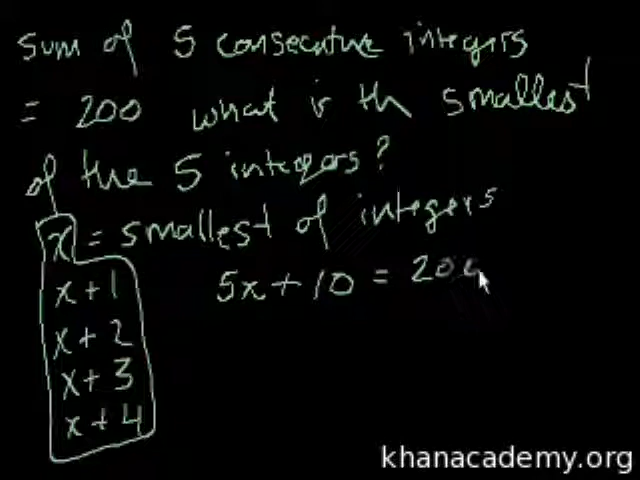 sum of 5 consecutive integers
= 200 what is th smallest
of the 5 integers?
x = smallest of integers
x + 1
5x + 10 = 200
x + 2
x + 3
x + 4
khanacademy.org